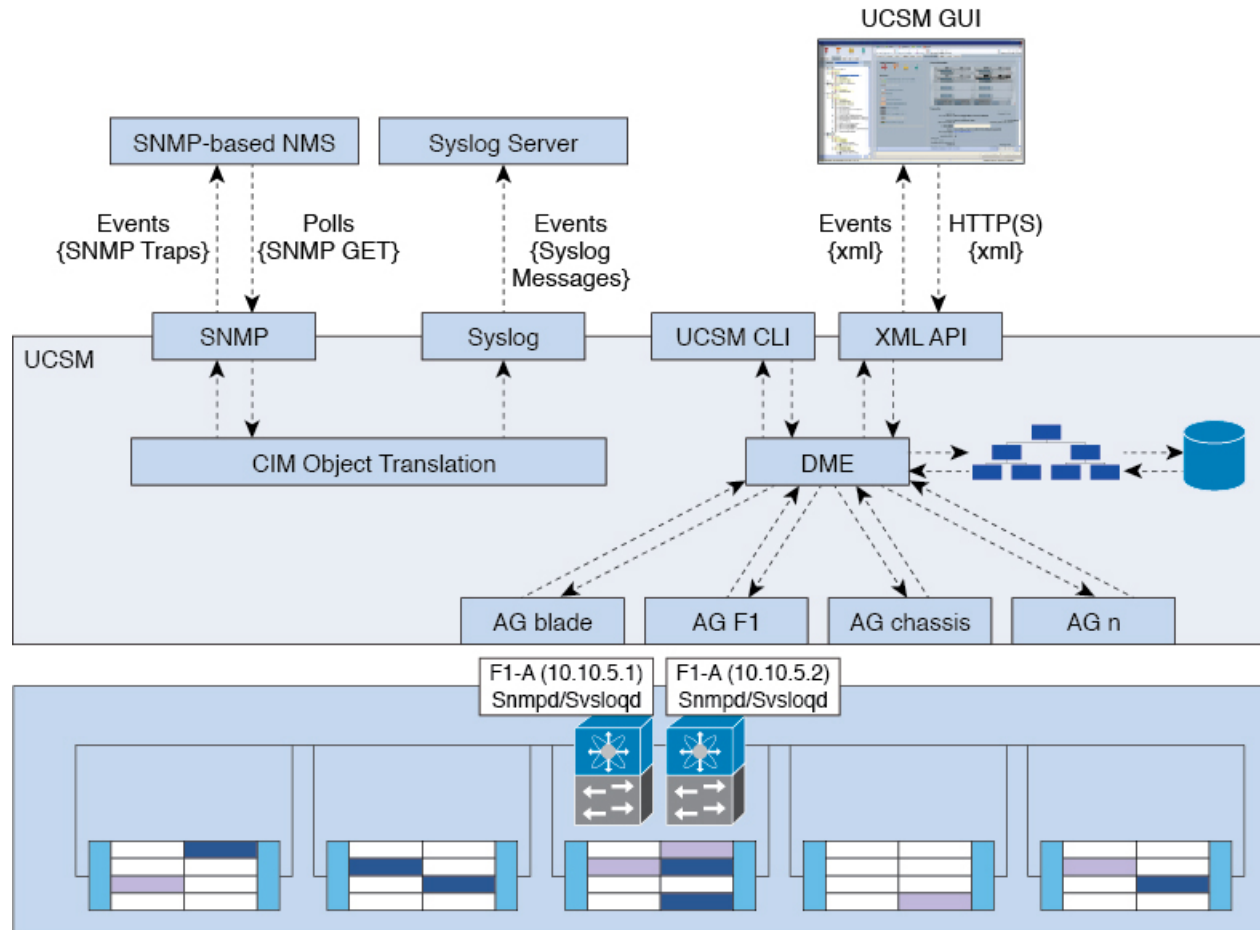 UCSM GUI
SNMP-based NMS
Syslog Server
Events
{SNMP Traps}
Polls
{SNMP GET}
Events
{Syslog
Messages}
Events
{xml}
HTTP(S)
{xml}
UCSM
SNMP
Syslog
UCSM CLI
XML API
CIM Object Translation
DME
AG blade
AG F1
AG chassis
AG n
F1-A (10.10.5.1)
Snmpd/Svsloqd
F1-A (10.10.5.2)
Snmpd/Svsloqd